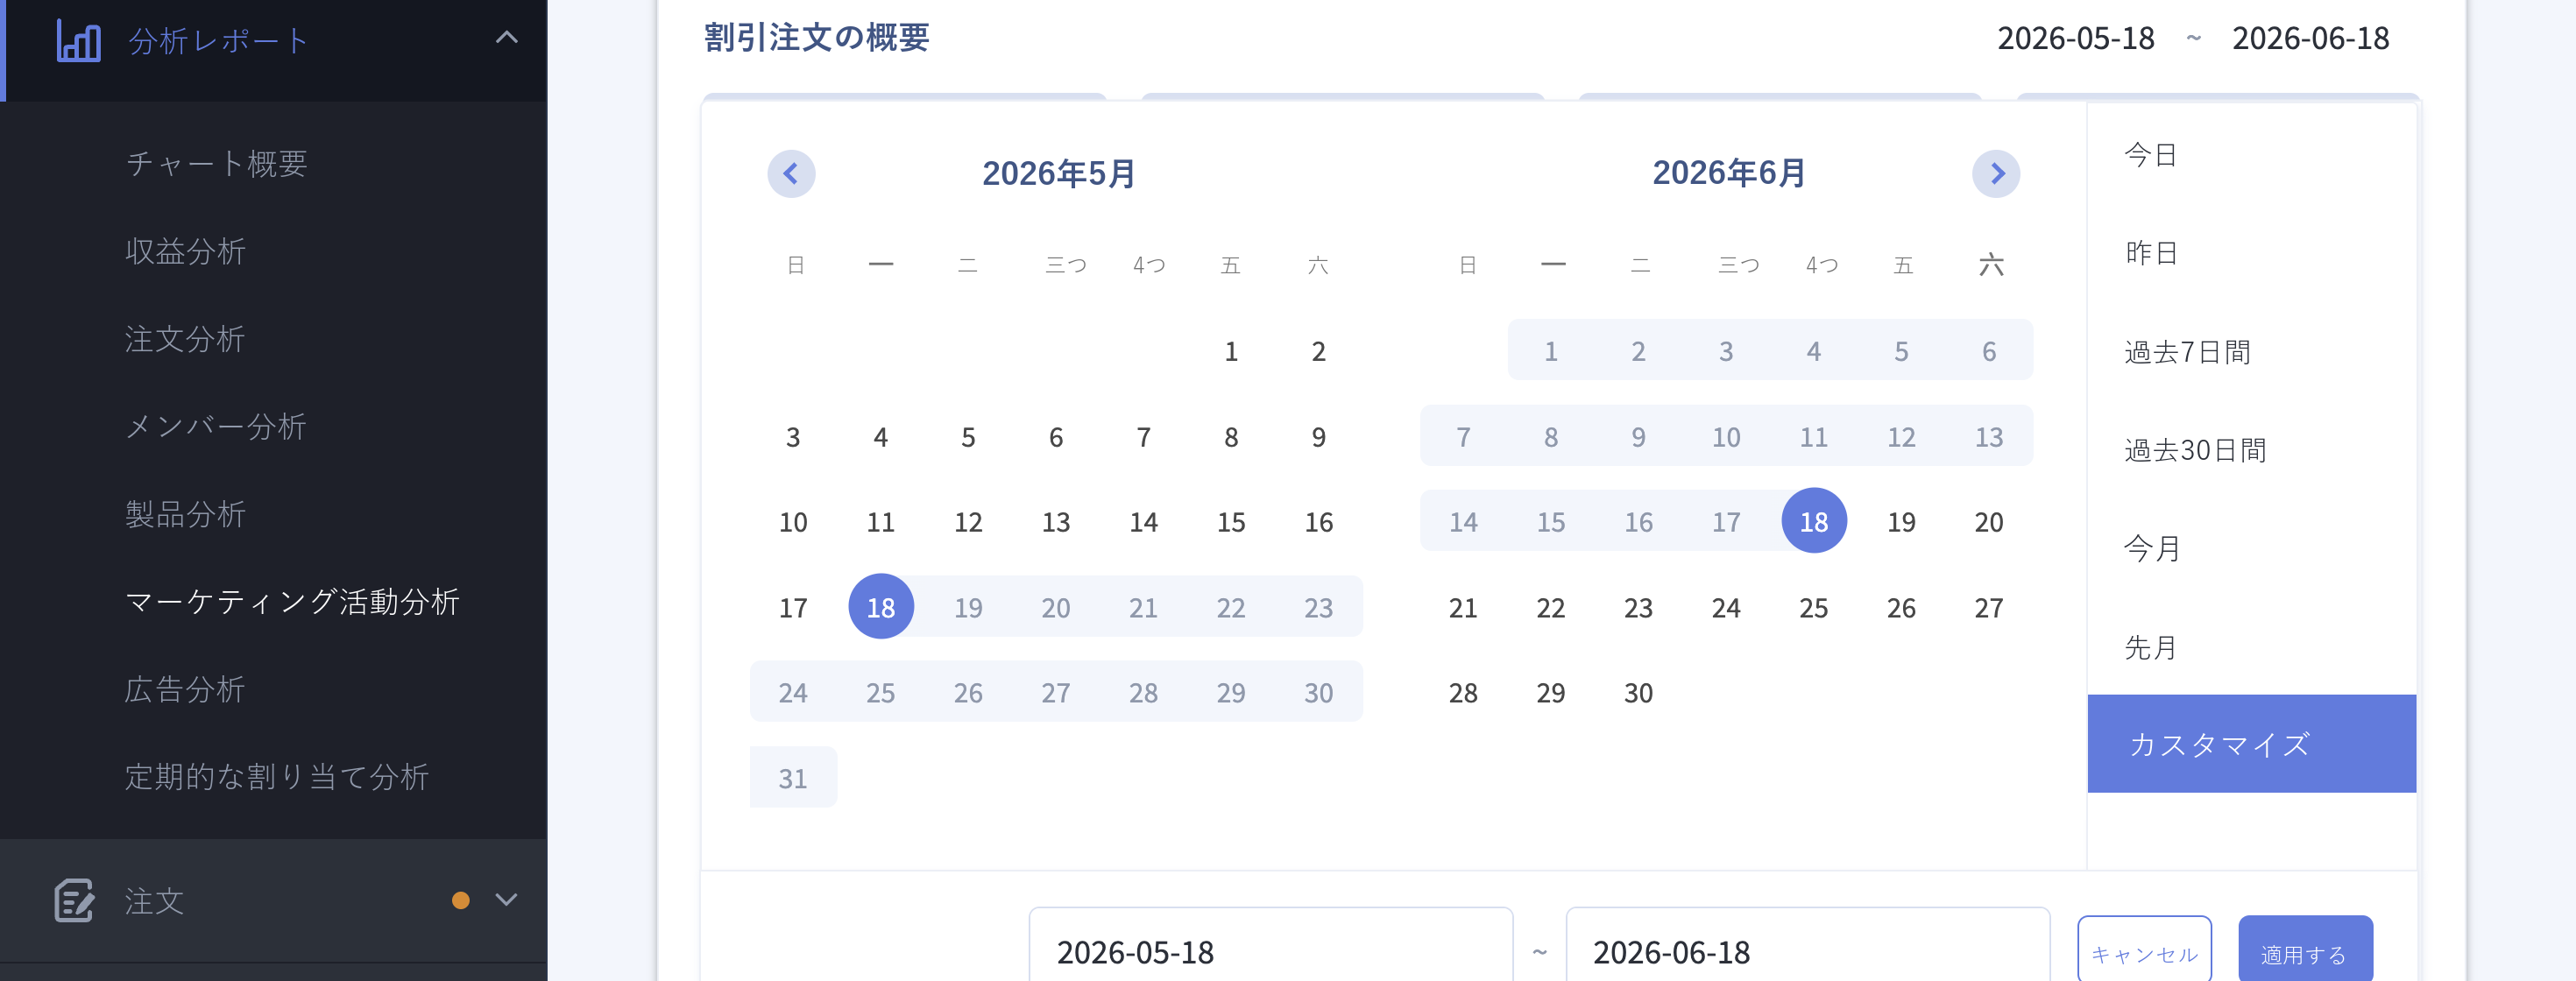 分析レポート
チャート概要
収益分析
注文分析
メンバー分析
製品分析
マーケティング活動分析
広告分析
定期的な割り当て分析
注文
割引注文の概要
2026-05-18 ~ 2026-06-18
2026年5月
日 一 二 三つ 4つ 五 六
1 2
3 4 5 6 7 8 9
10 11 12 13 14 15 16
17 18 19 20 21 22 23
24 25 26 27 28 29 30
31
2026年6月
日 一 二 三つ 4つ 五 六
1 2 3 4 5 6
7 8 9 10 11 12 13
14 15 16 17 18 19 20
21 22 23 24 25 26 27
28 29 30
今日
昨日
過去7日間
過去30日間
今月
先月
カスタマイズ
2026-05-18 ~ 2026-06-18
キャンセル
適用する